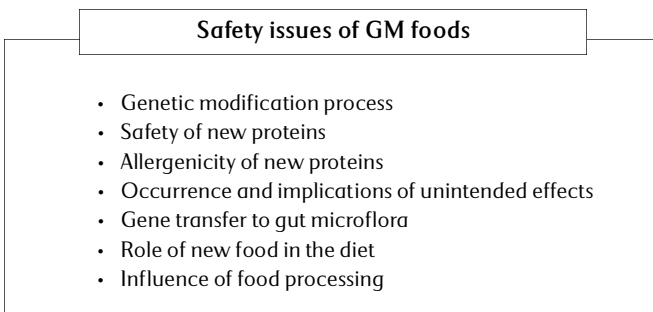 Safety issues of GM foods
• Genetic modification process
• Safety of new proteins
• Allergenicity of new proteins
• Occurrence and implications of unintended effects
• Gene transfer to gut microflora
• Role of new food in the diet
• Influence of food processing